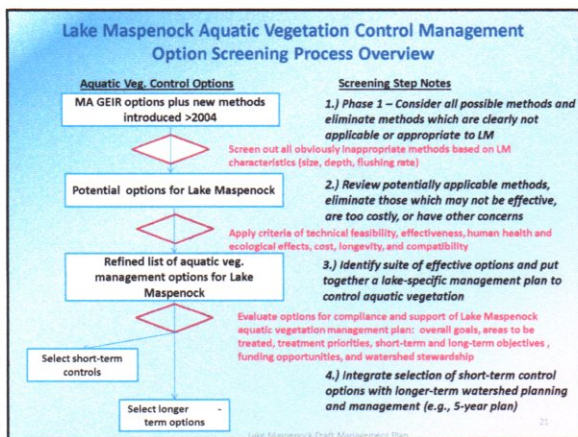 Lake Maspenock Aquatic Vegetation Control Management
Option Screening Process Overview
Aquatic Veg. Control Options
MA GEIR options plus new methods
introduced >2004
Screening Step Notes
1.) Phase 1 – Consider all possible methods and
eliminate methods which are clearly not
applicable or appropriate to LM
Screen out all obviously inappropriate methods based on LM
characteristics (size, depth, flushing rate)
Potential options for Lake Maspenock
2.) Review potentially applicable methods,
eliminate those which may not be effective,
are too costly, or have other concerns
Apply criteria of technical feasibility, effectiveness, human health and
ecological effects, cost, longevity, and compatibility
Refined list of aquatic veg.
management options for Lake
Maspenock
3.) Identify suite of effective options and put
together a lake-specific management plan to
control aquatic vegetation
Evaluate options for compliance and support of Lake Maspenock
aquatic vegetation management plan: overall goals, areas to be
treated, treatment priorities, short-term and long-term objectives ,
funding opportunities, and watershed stewardship
Select short-term
controls
Select longer -
term options
4.) Integrate selection of short-term control
options with longer-term watershed planning
and management (e.g., 5-year plan)
21
Lake Maspenock Draft Management Plan